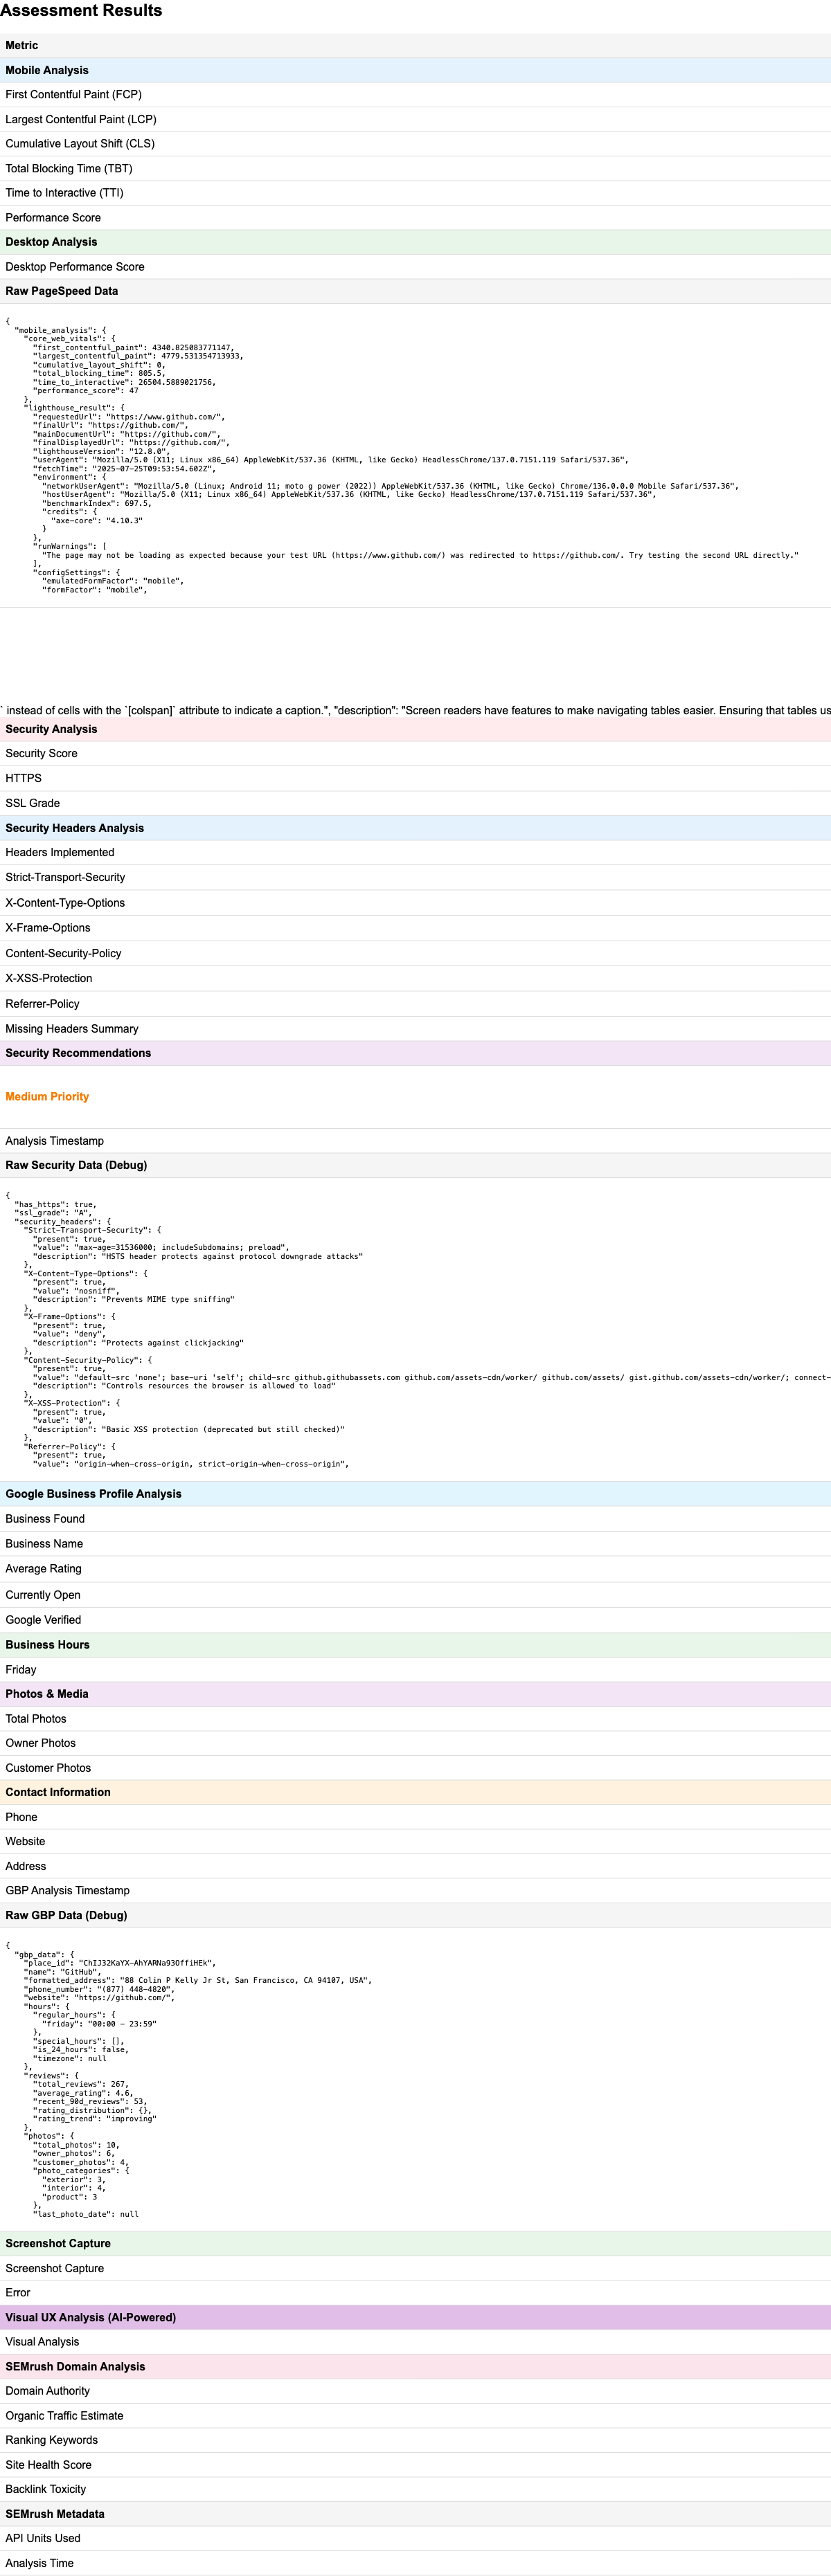 Assessment Results
Metric
Mobile Analysis
First Contentful Paint (FCP)
Largest Contentful Paint (LCP)
Cumulative Layout Shift (CLS)
Total Blocking Time (TBT)
Time to Interactive (TTI)
Performance Score
Desktop Analysis
Desktop Performance Score
Raw PageSpeed Data
{
  "mobile_analysis": {
    "core_web_vitals": {
      "first_contentful_paint": 4340.825083771147,
      "largest_contentful_paint": 4779.531354713933,
      "cumulative_layout_shift": 0,
      "total_blocking_time": 805.5,
      "time_to_interactive": 26504.5889021756,
      "performance_score": 47
    },
    "lighthouse_result": {
      "requestedUrl": "https://www.github.com/",
      "finalUrl": "https://github.com/",
      "mainDocumentUrl": "https://github.com/",
      "finalDisplayedUrl": "https://github.com/",
      "lighthouseVersion": "12.8.0",
      "userAgent": "Mozilla/5.0 (X11; Linux x86_64) AppleWebKit/537.36 (KHTML, like Gecko) HeadlessChrome/137.0.7151.119 Safari/537.36",
      "fetchTime": "2025-07-25T09:53:54.602Z",
      "environment": {
        "networkUserAgent": "Mozilla/5.0 (Linux; Android 11; moto g power (2022)) AppleWebKit/537.36 (KHTML, like Gecko) Chrome/136.0.0.0 Mobile Safari/537.36",
        "hostUserAgent": "Mozilla/5.0 (X11; Linux x86_64) AppleWebKit/537.36 (KHTML, like Gecko) HeadlessChrome/137.0.7151.119 Safari/537.36",
        "benchmarkIndex": 697.5,
        "credits": {
          "axe-core": "4.10.3"
        }
      },
      "runWarnings": [
        "The page may not be loading as expected because your test URL (https://www.github.com/) was redirected to https://github.com/. Try testing the second URL directly."
      ],
      "configSettings": {
        "emulatedFormFactor": "mobile",
        "formFactor": "mobile",
` instead of cells with the `[colspan]` attribute to indicate a caption.", "description": "Screen readers have features to make navigating tables easier. Ensuring that tables us
Security Analysis
Security Score
HTTPS
SSL Grade
Security Headers Analysis
Headers Implemented
Strict-Transport-Security
X-Content-Type-Options
X-Frame-Options
Content-Security-Policy
X-XSS-Protection
Referrer-Policy
Missing Headers Summary
Security Recommendations
Medium Priority
Analysis Timestamp
Raw Security Data (Debug)
{
  "has_https": true,
  "ssl_grade": "A",
  "security_headers": {
    "Strict-Transport-Security": {
      "present": true,
      "value": "max-age=31536000; includeSubdomains; preload",
      "description": "HSTS header protects against protocol downgrade attacks"
    },
    "X-Content-Type-Options": {
      "present": true,
      "value": "nosniff",
      "description": "Prevents MIME type sniffing"
    },
    "X-Frame-Options": {
      "present": true,
      "value": "deny",
      "description": "Protects against clickjacking"
    },
    "Content-Security-Policy": {
      "present": true,
      "value": "default-src 'none'; base-uri 'self'; child-src github.githubassets.com github.com/assets-cdn/worker/ github.com/assets/ gist.github.com/assets-cdn/worker/; connect-
      "description": "Controls resources the browser is allowed to load"
    },
    "X-XSS-Protection": {
      "present": true,
      "value": "0",
      "description": "Basic XSS protection (deprecated but still checked)"
    },
    "Referrer-Policy": {
      "present": true,
      "value": "origin-when-cross-origin, strict-origin-when-cross-origin",
Google Business Profile Analysis
Business Found
Business Name
Average Rating
Currently Open
Google Verified
Business Hours
Friday
Photos & Media
Total Photos
Owner Photos
Customer Photos
Contact Information
Phone
Website
Address
GBP Analysis Timestamp
Raw GBP Data (Debug)
{
  "gbp_data": {
    "place_id": "ChIJ32KaYX-AhYARNa93OffiHEk",
    "name": "GitHub",
    "formatted_address": "88 Colin P Kelly Jr St, San Francisco, CA 94107, USA",
    "phone_number": "(877) 448-4820",
    "website": "https://github.com/",
    "hours": {
      "regular_hours": {
        "friday": "00:00 – 23:59"
      },
      "special_hours": [],
      "is_24_hours": false,
      "timezone": null
    },
    "reviews": {
      "total_reviews": 267,
      "average_rating": 4.6,
      "recent_90d_reviews": 53,
      "rating_distribution": {},
      "rating_trend": "improving"
    },
    "photos": {
      "total_photos": 10,
      "owner_photos": 6,
      "customer_photos": 4,
      "photo_categories": {
        "exterior": 3,
        "interior": 4,
        "product": 3
      },
      "last_photo_date": null
Screenshot Capture
Screenshot Capture
Error
Visual UX Analysis (AI-Powered)
Visual Analysis
SEMrush Domain Analysis
Domain Authority
Organic Traffic Estimate
Ranking Keywords
Site Health Score
Backlink Toxicity
SEMrush Metadata
API Units Used
Analysis Time